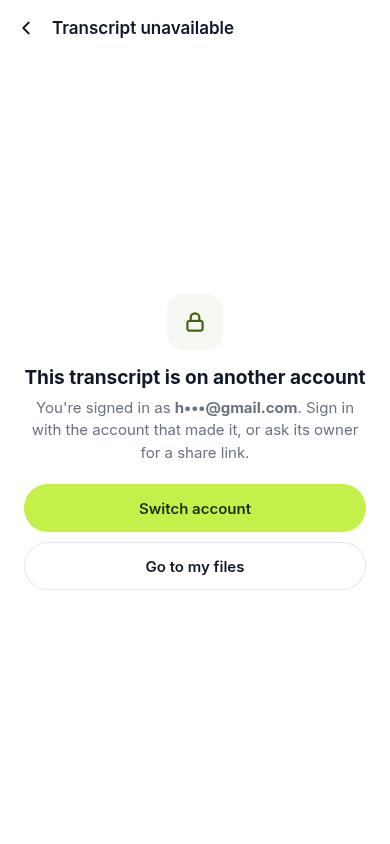 Transcript unavailable
This transcript is on another account
You're signed in as h•••@gmail.com. Sign in
with the account that made it, or ask its owner
for a share link.
Switch account
Go to my files